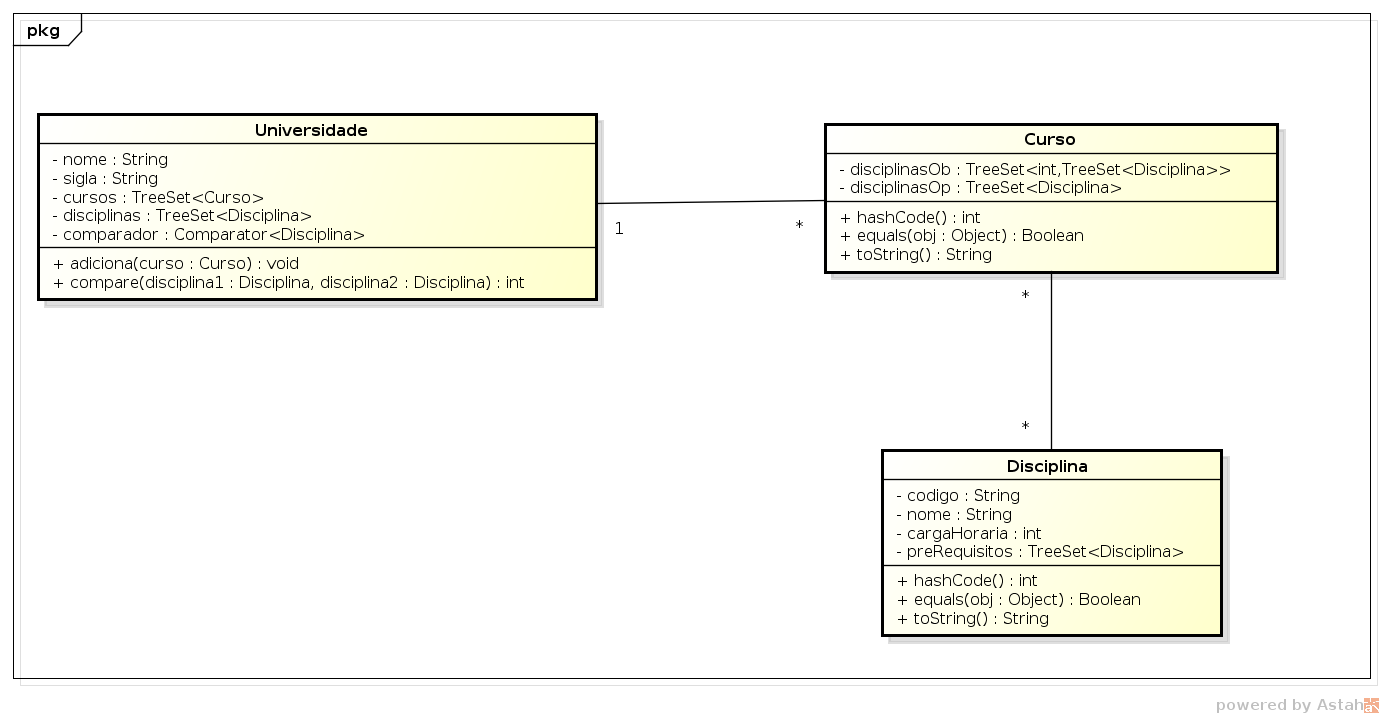 pkg
Universidade
- nome : String
- sigla : String
- cursos : TreeSet<Curso>
- disciplinas : TreeSet<Disciplina>
- comparador : Comparator<Disciplina>
+ adiciona(curso : Curso) : void
+ compare(disciplina1 : Disciplina, disciplina2 : Disciplina) : int
1
*
Curso
- disciplinasOb : TreeSet<int,TreeSet<Disciplina>>
- disciplinasOp : TreeSet<Disciplina>
+ hashCode() : int
+ equals(obj : Object) : Boolean
+ toString() : String
*
*
Disciplina
- codigo : String
- nome : String
- cargaHoraria : int
- preRequisitos : TreeSet<Disciplina>
+ hashCode() : int
+ equals(obj : Object) : Boolean
+ toString() : String
powered by Astah